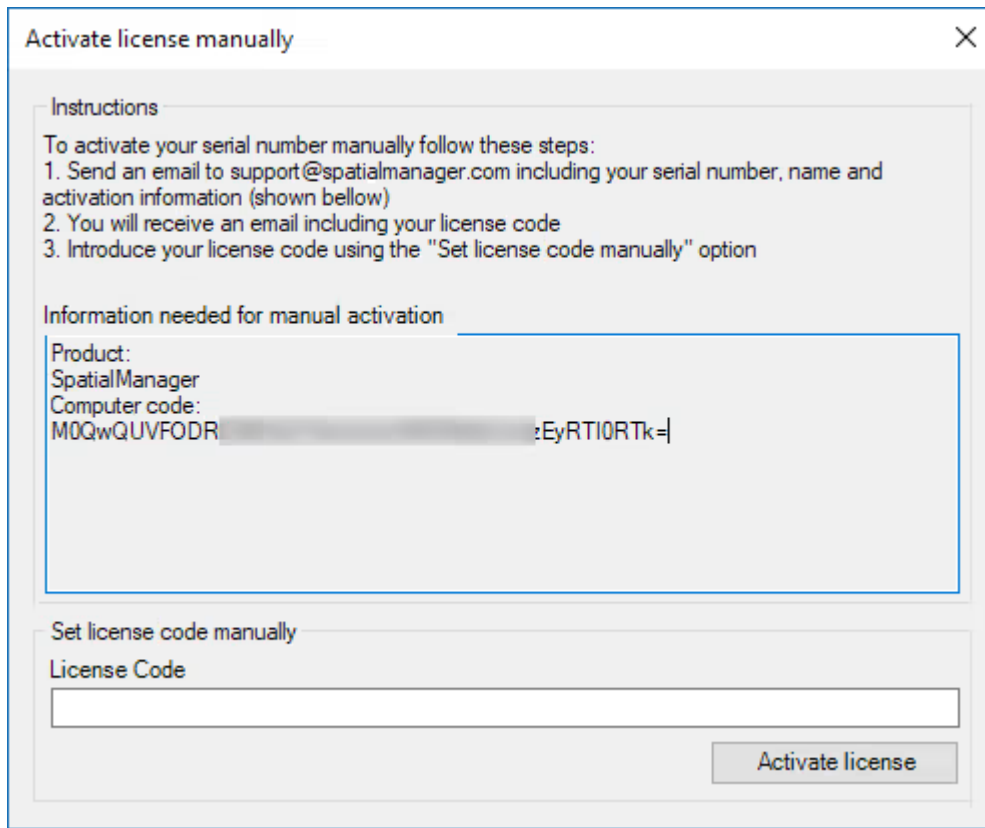 Activate license manually
Instructions
To activate your serial number manually follow these steps:
1. Send an email to support@spatialmanager.com including your serial number, name and
activation information (shown bellow)
2. You will receive an email including your license code
3. Introduce your license code using the "Set license code manually" option
Information needed for manual activation
Product:
SpatialManager
Computer code:
Set license code manually
License Code
Activate license